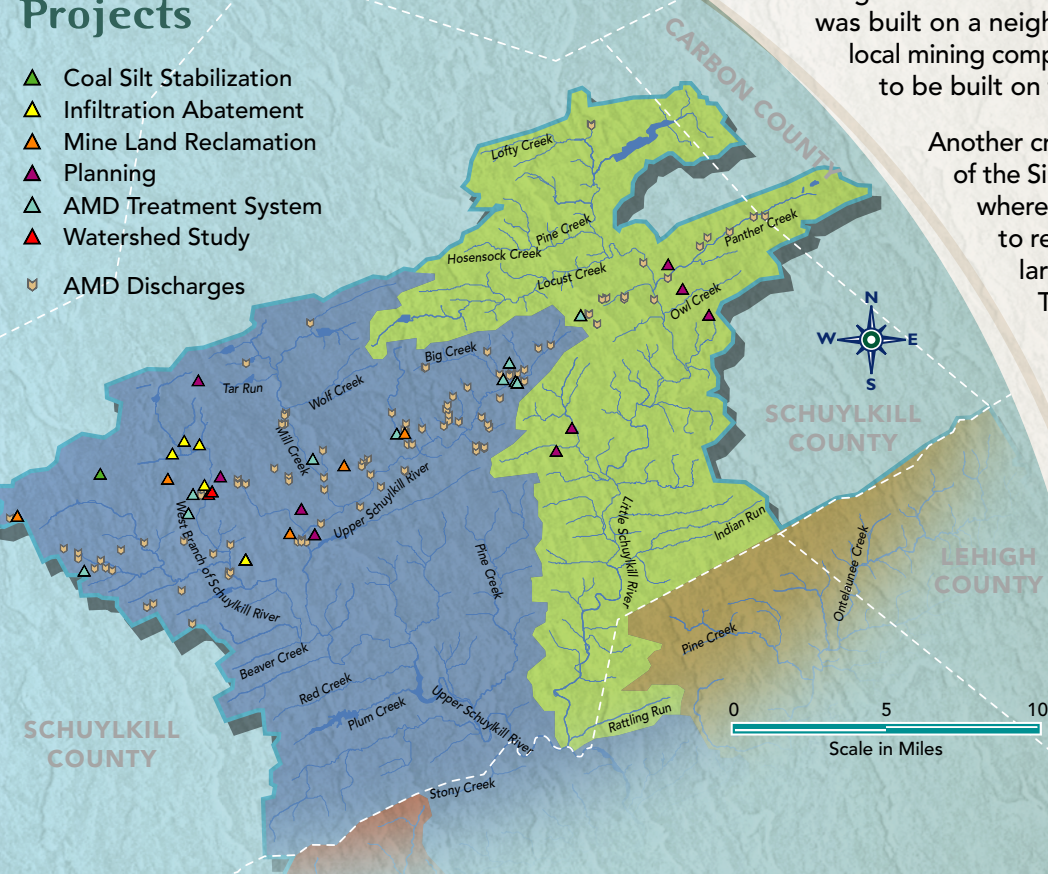 Projects
Coal Silt Stabilization
Infiltration Abatement
Mine Land Reclamation
Planning
AMD Treatment System
Watershed Study
AMD Discharges
was built on a neigh
local mining comp
to be built on
Another cr
of the Si
where
to re
lar
T
CARBON COUNTY
Lofty Creek
Pine Creek
Hosensock Creek
Locust Creek
Panther Creek
Owl Creek
N
W
E
S
Big Creek
Tar Run
Wolf Creek
Mill Creek
SCHUYLKILL
COUNTY
Upper Schuylkill River
West Branch of Schuylkill River
Pine Creek
Little Schuylkill River
Indian Run
Ontelaunee Creek
LEHIGH
COUNTY
Pine Creek
Beaver Creek
Red Creek
Plum Creek
Upper Schuylkill River
Rattling Run
SCHUYLKILL
COUNTY
Stony Creek
0 5 10
Scale in Miles